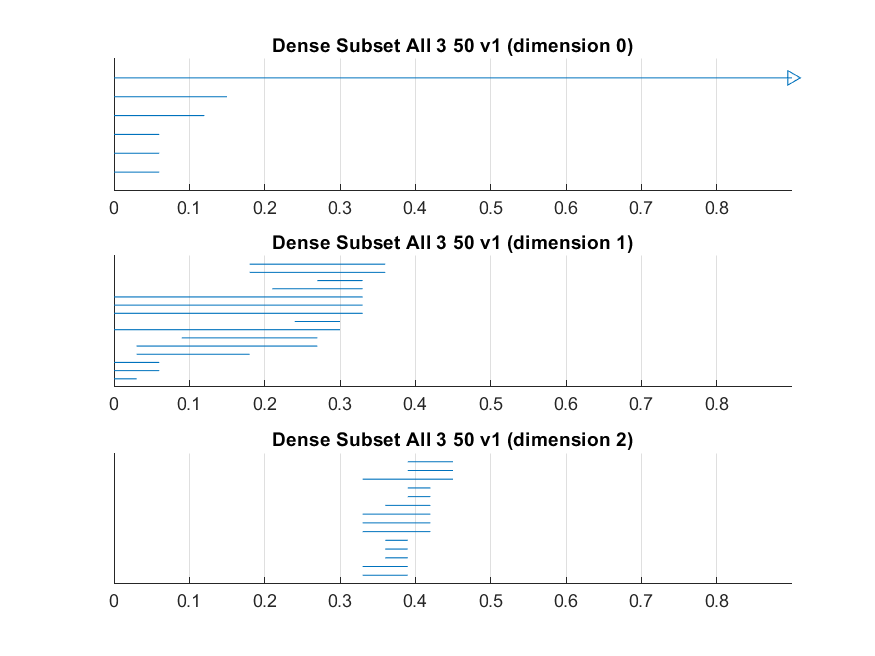 Dense Subset All 3 50 v1 (dimension 0)
0 0.1 0.2 0.3 0.4 0.5 0.6 0.7 0.8
Dense Subset All 3 50 v1 (dimension 1)
0 0.1 0.2 0.3 0.4 0.5 0.6 0.7 0.8
Dense Subset All 3 50 v1 (dimension 2)
0 0.1 0.2 0.3 0.4 0.5 0.6 0.7 0.8